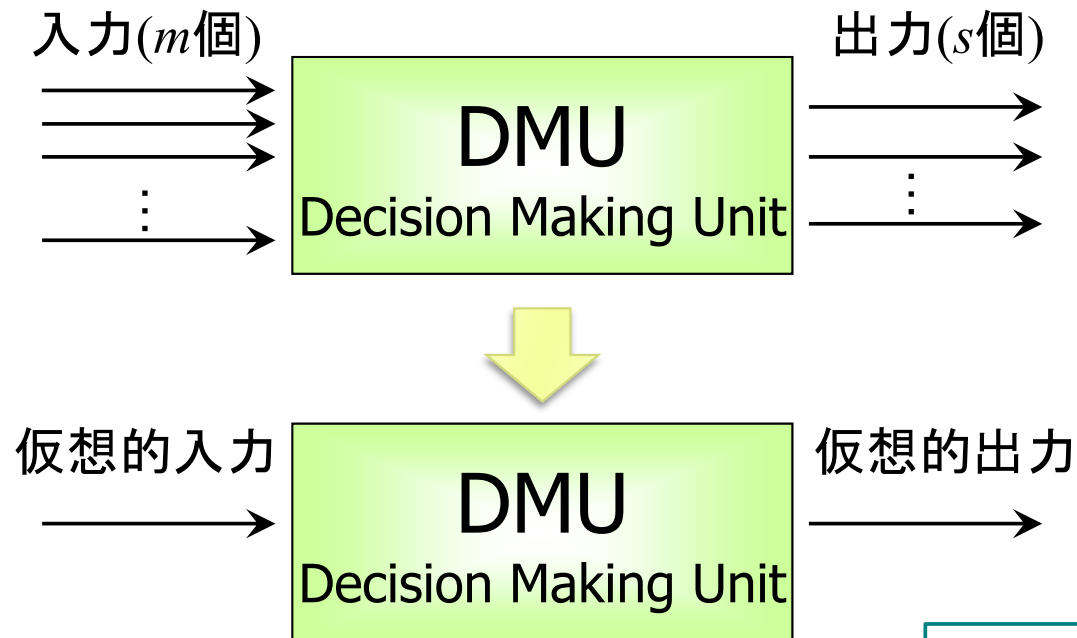 入力(m個)
出力(s個)
DMU
Decision Making Unit
⋮
⋮
仮想的入力
仮想的出力
DMU
Decision Making Unit